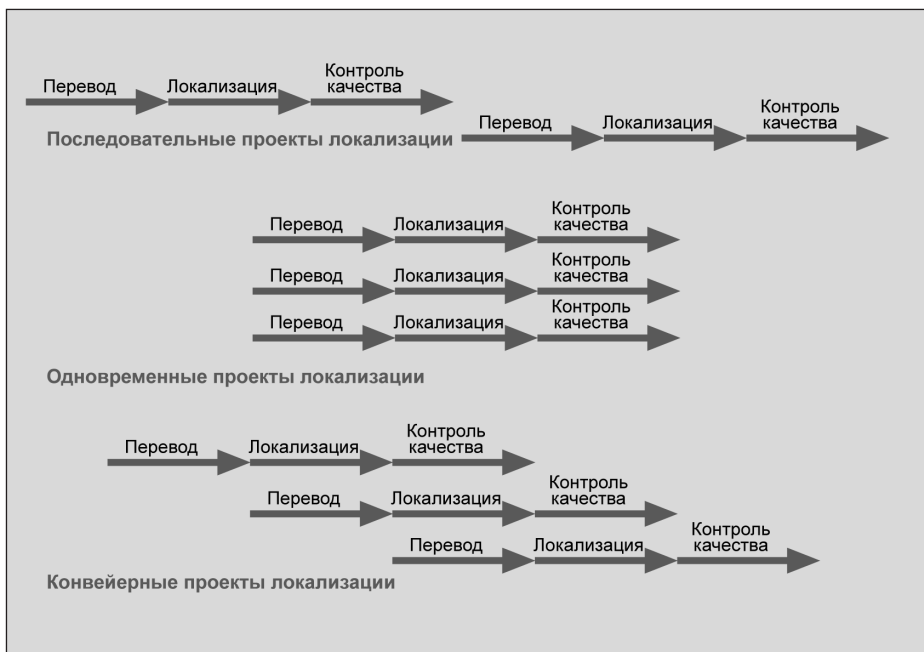 Перевод
Локализация
Контроль
качества
Последовательные проекты локализации
Перевод
Локализация
Контроль
качества
Перевод
Локализация
Контроль
качества
Перевод
Локализация
Контроль
качества
Перевод
Локализация
Контроль
качества
Одновременные проекты локализации
Перевод
Локализация
Контроль
качества
Перевод
Локализация
Контроль
качества
Перевод
Локализация
Контроль
качества
Конвейерные проекты локализации